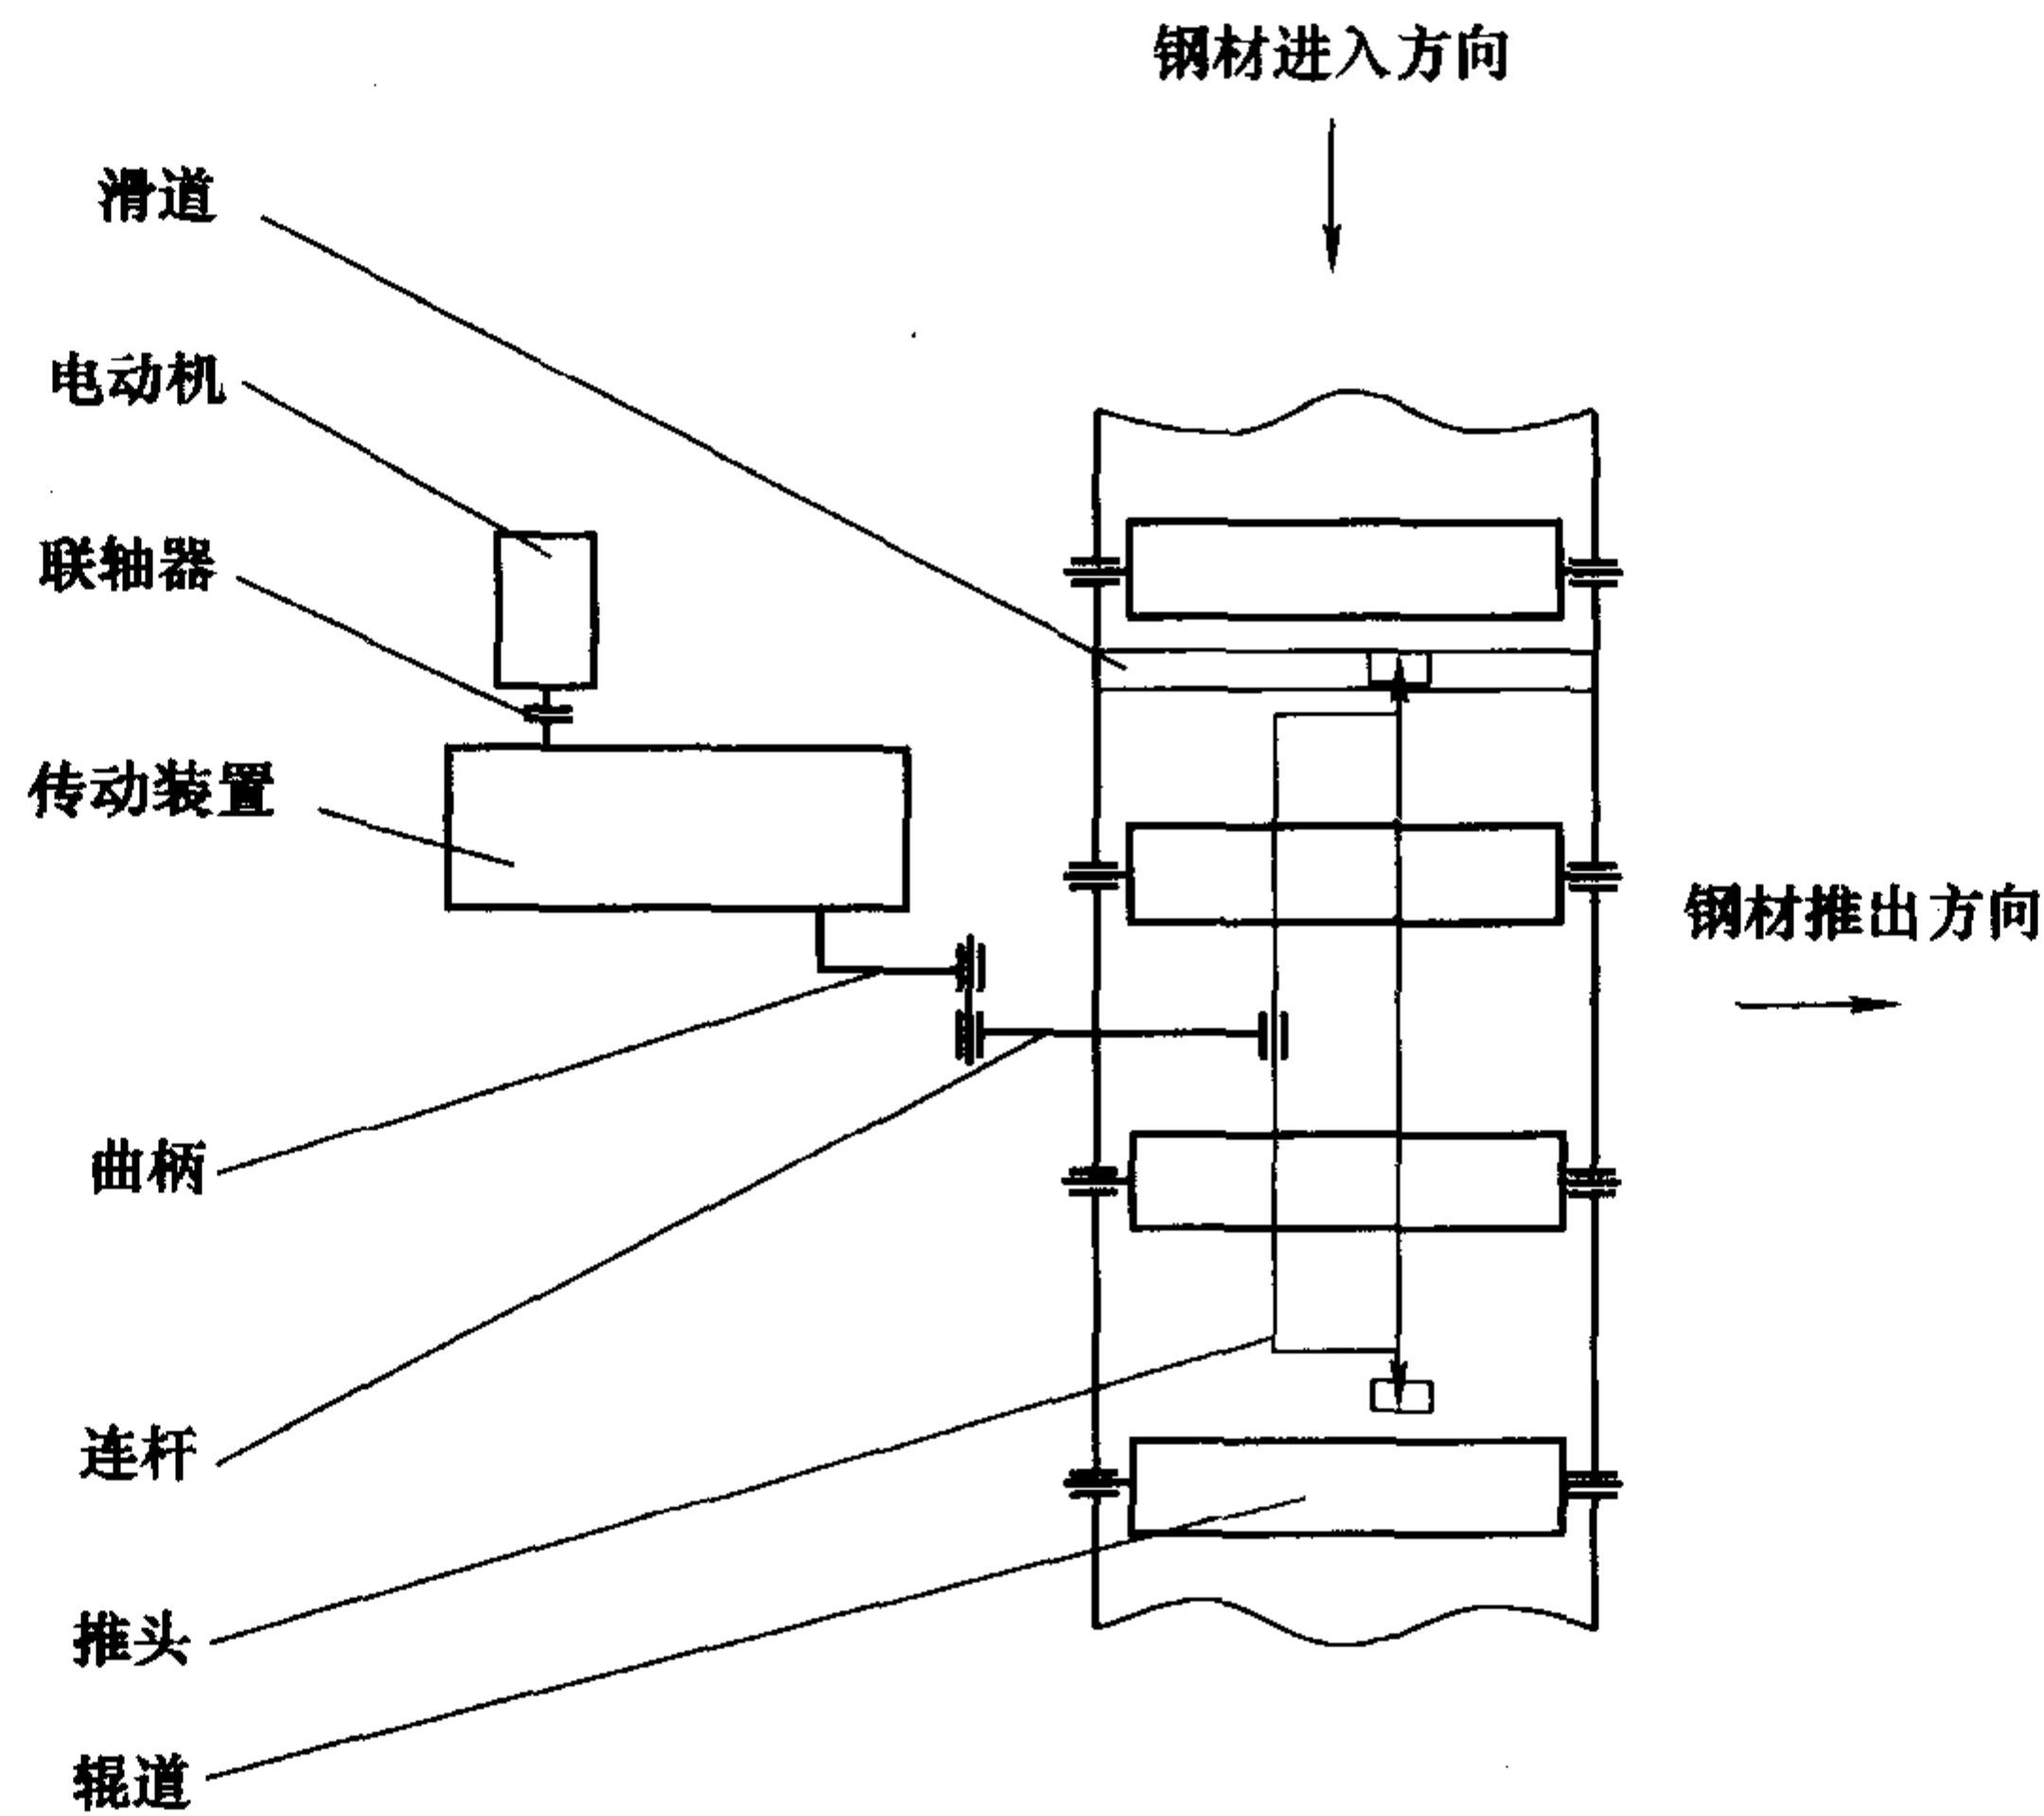 钢材进入方向
滑道
电动机
联轴器
传动装置
钢材推出方向
曲柄
连杆
推头
辊道